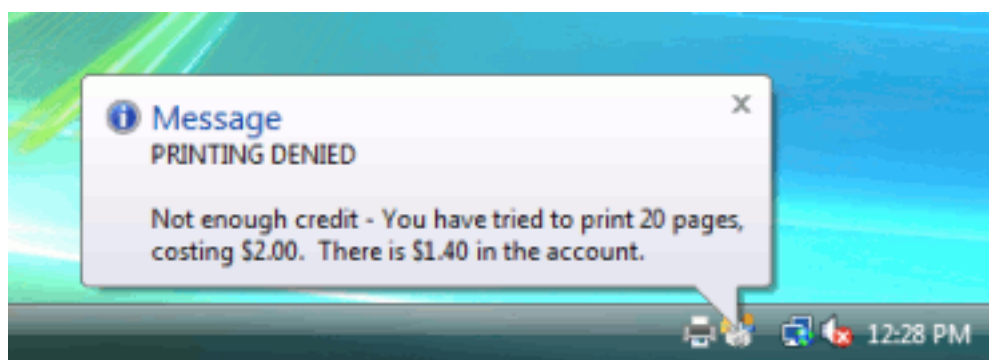 Message
PRINTING DENIED
Not enough credit - You have tried to print 20 pages,
costing $2.00.  There is $1.40 in the account.
12:28 PM